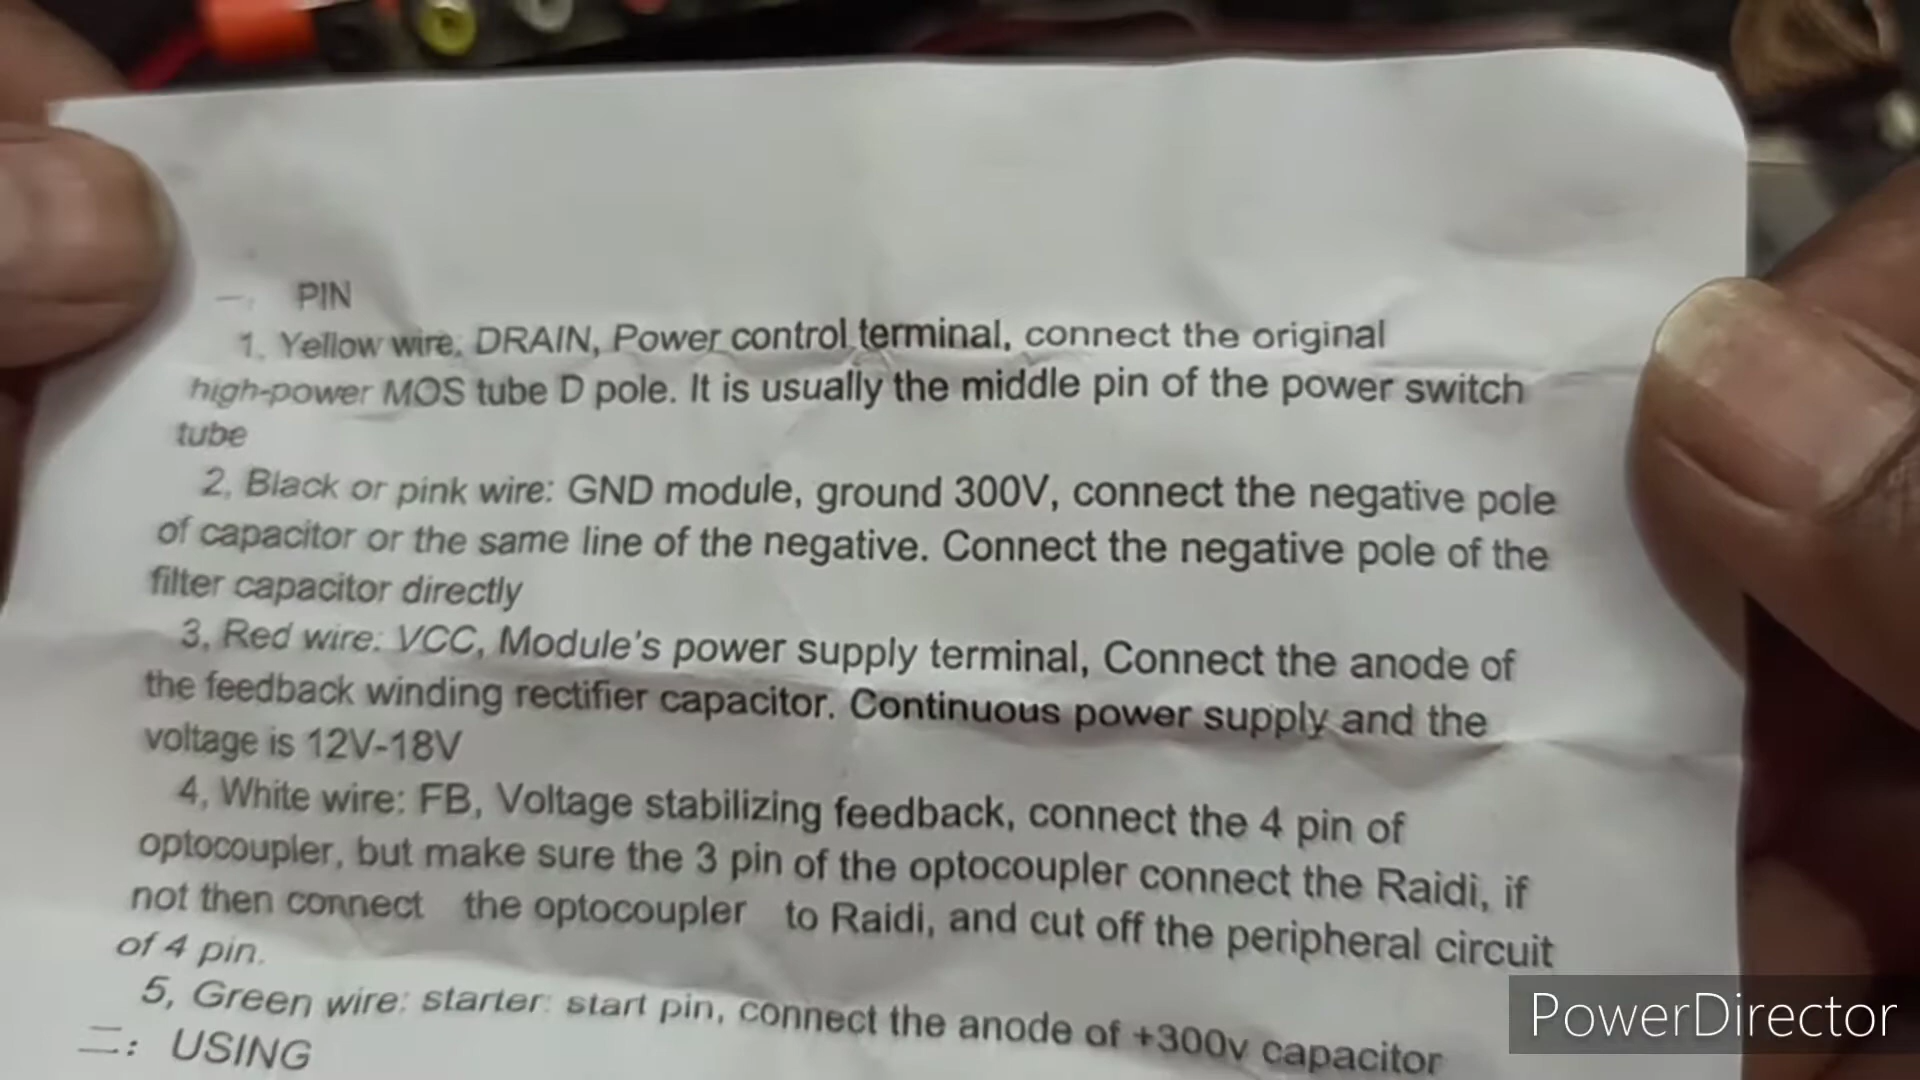 一： PIN
1, Yellow wire: DRAIN, Power control terminal, connect the original
high-power MOS tube D pole. It is usually the middle pin of the power switch
tube
2, Black or pink wire: GND module, ground 300V, connect the negative pole
of capacitor or the same line of the negative. Connect the negative pole of the
filter capacitor directly
3, Red wire: VCC, Module's power supply terminal, Connect the anode of
the feedback winding rectifier capacitor. Continuous power supply and the
voltage is 12V-18V
4, White wire: FB, Voltage stabilizing feedback, connect the 4 pin of
optocoupler, but make sure the 3 pin of the optocoupler connect the Raidi, if
not then connect the optocoupler to Raidi, and cut off the peripheral circuit
of 4 pin.
5, Green wire: starter: start pin, connect the anode of +300v capacitor
二： USING
PowerDirector